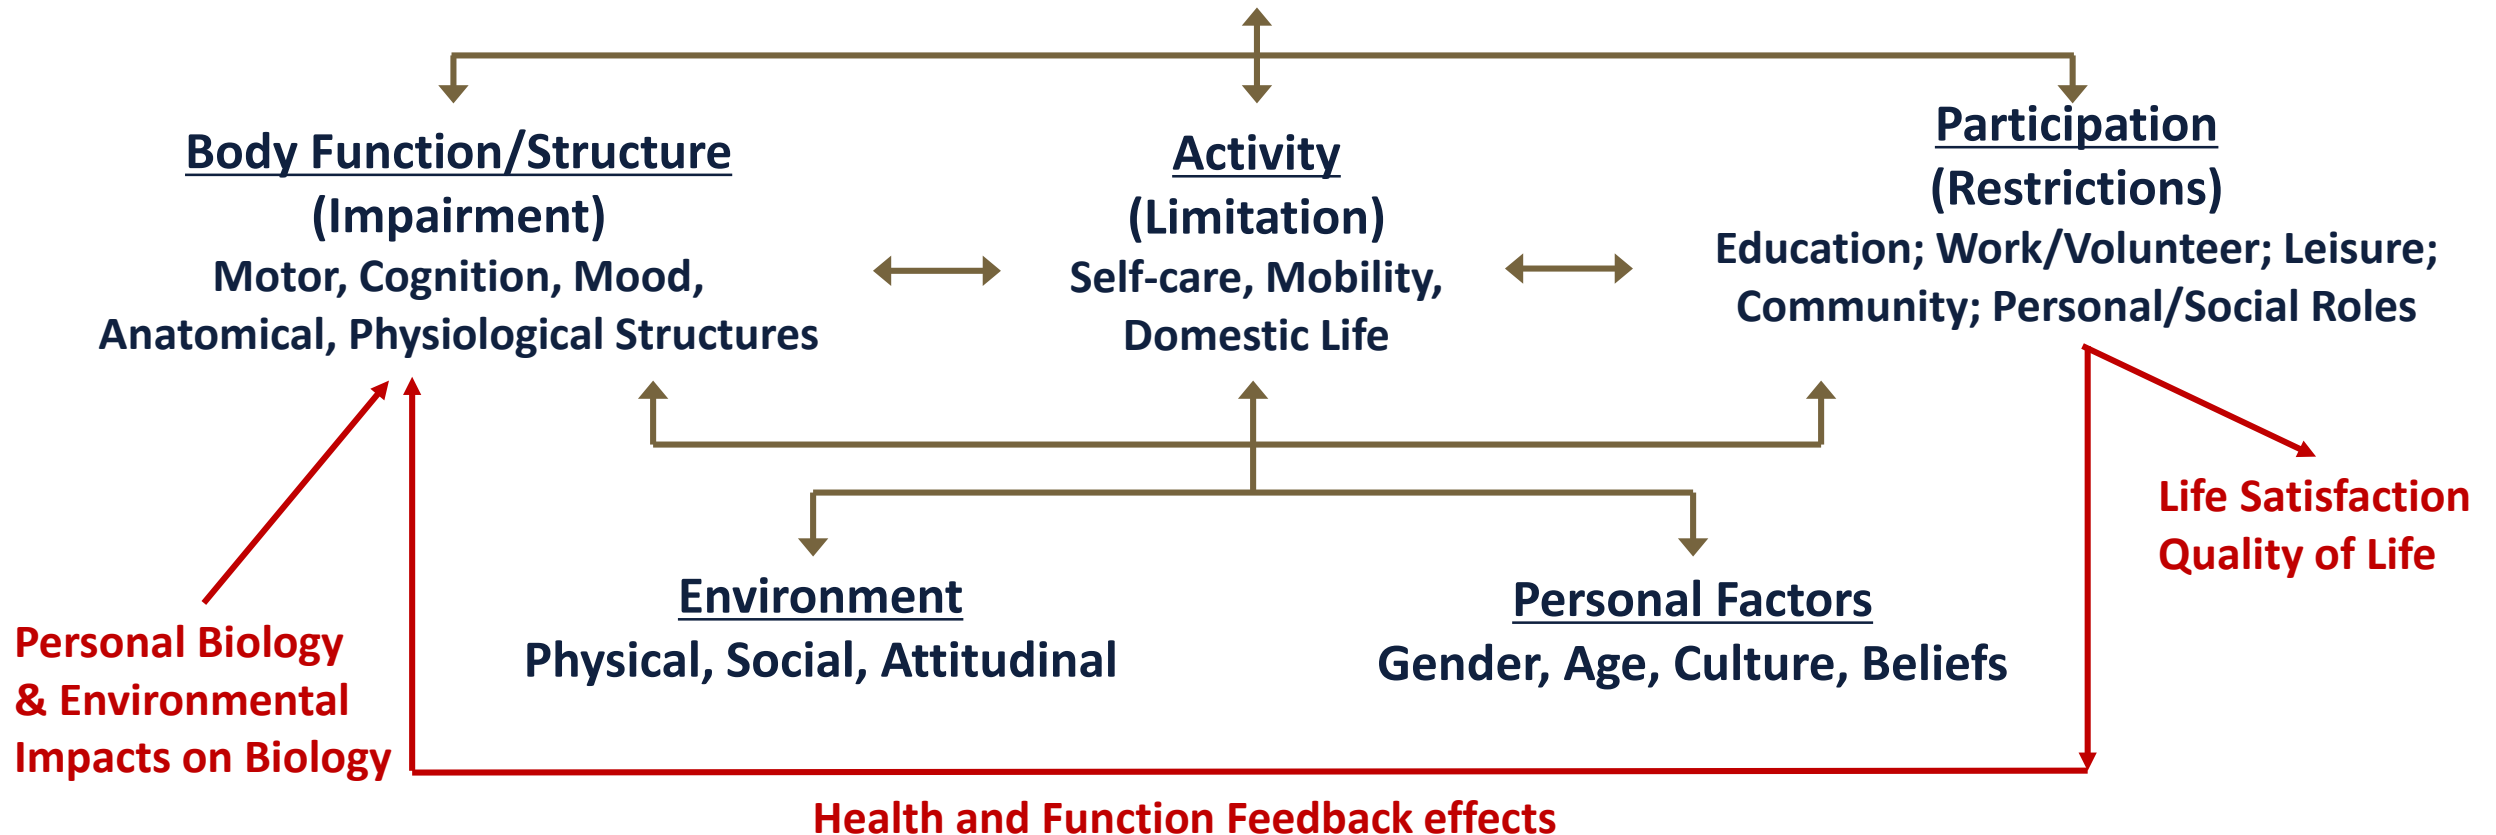 Body Function/Structure
(Impairment)
Motor, Cognition, Mood,
Anatomical, Physiological Structures
Activity
(Limitation)
Self-care, Mobility,
Domestic Life
Participation
(Restrictions)
Education; Work/Volunteer; Leisure;
Community; Personal/Social Roles
Environment
Physical, Social, Attitudinal
Personal Factors
Gender, Age, Culture, Beliefs
Life Satisfaction
Quality of Life
Personal Biology
& Environmental
Impacts on Biology
Health and Function Feedback effects